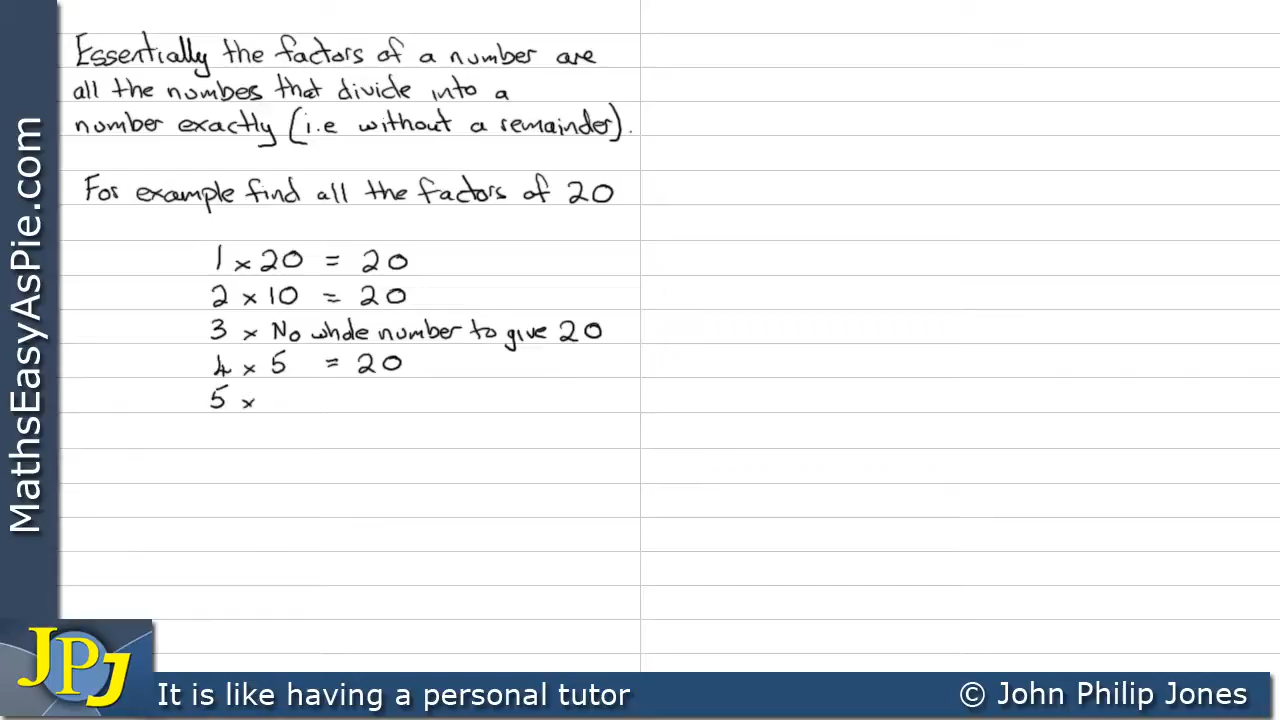 Essentially the factors of a number are
all the numbes that divide into a
number exactly (i.e without a remainder).
For example find all the factors of 20
1 × 20 = 20
2 × 10 = 20
3 × No whole number to give 20
4 × 5 = 20
5 ×
MathsEasyAsPie.com
JPJ
It is like having a personal tutor
© John Philip Jones